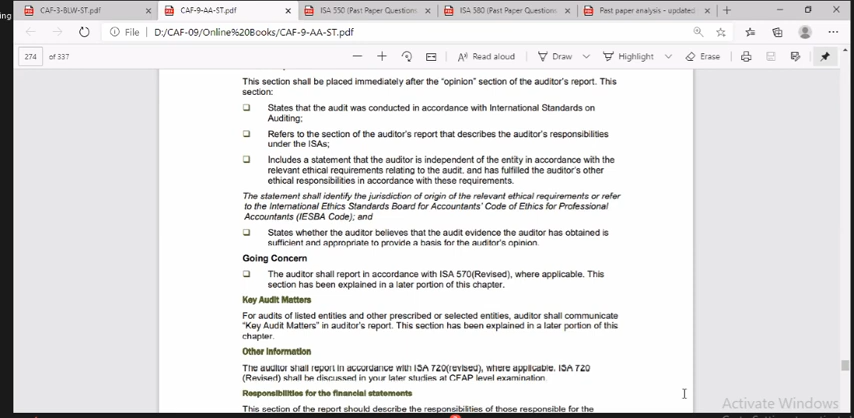 ing
CAF-3-BLW-ST.pdf
CAF-9-AA-ST.pdf
ISA 550 (Past Paper Questions
ISA 580 (Past Paper Questions
Past paper analysis - updated
File
D:/CAF-09/Online%20Books/CAF-9-AA-ST.pdf
274 of 337
Read aloud
Draw
Highlight
Erase
This section shall be placed immediately after the “opinion” section of the auditor’s report. This
section:
States that the audit was conducted in accordance with International Standards on
Auditing;
Refers to the section of the auditor’s report that describes the auditor’s responsibilities
under the ISAs;
Includes a statement that the auditor is independent of the entity in accordance with the
relevant ethical requirements relating to the audit, and has fulfilled the auditor’s other
ethical responsibilities in accordance with these requirements.
The statement shall identify the jurisdiction of origin of the relevant ethical requirements or refer
to the International Ethics Standards Board for Accountants’ Code of Ethics for Professional
Accountants (IESBA Code); and
States whether the auditor believes that the audit evidence the auditor has obtained is
sufficient and appropriate to provide a basis for the auditor’s opinion.
Going Concern
The auditor shall report in accordance with ISA 570(Revised), where applicable. This
section has been explained in a later portion of this chapter.
Key Audit Matters
For audits of listed entities and other prescribed or selected entities, auditor shall communicate
“Key Audit Matters” in auditor’s report. This section has been explained in a later portion of this
chapter.
Other Information
The auditor shall report in accordance with ISA 720(revised), where applicable. ISA 720
(Revised) shall be discussed in your later studies at CFAP level examination.
Responsibilities for the financial statements
This section of the report should describe the responsibilities of those responsible for the
Activate Windows